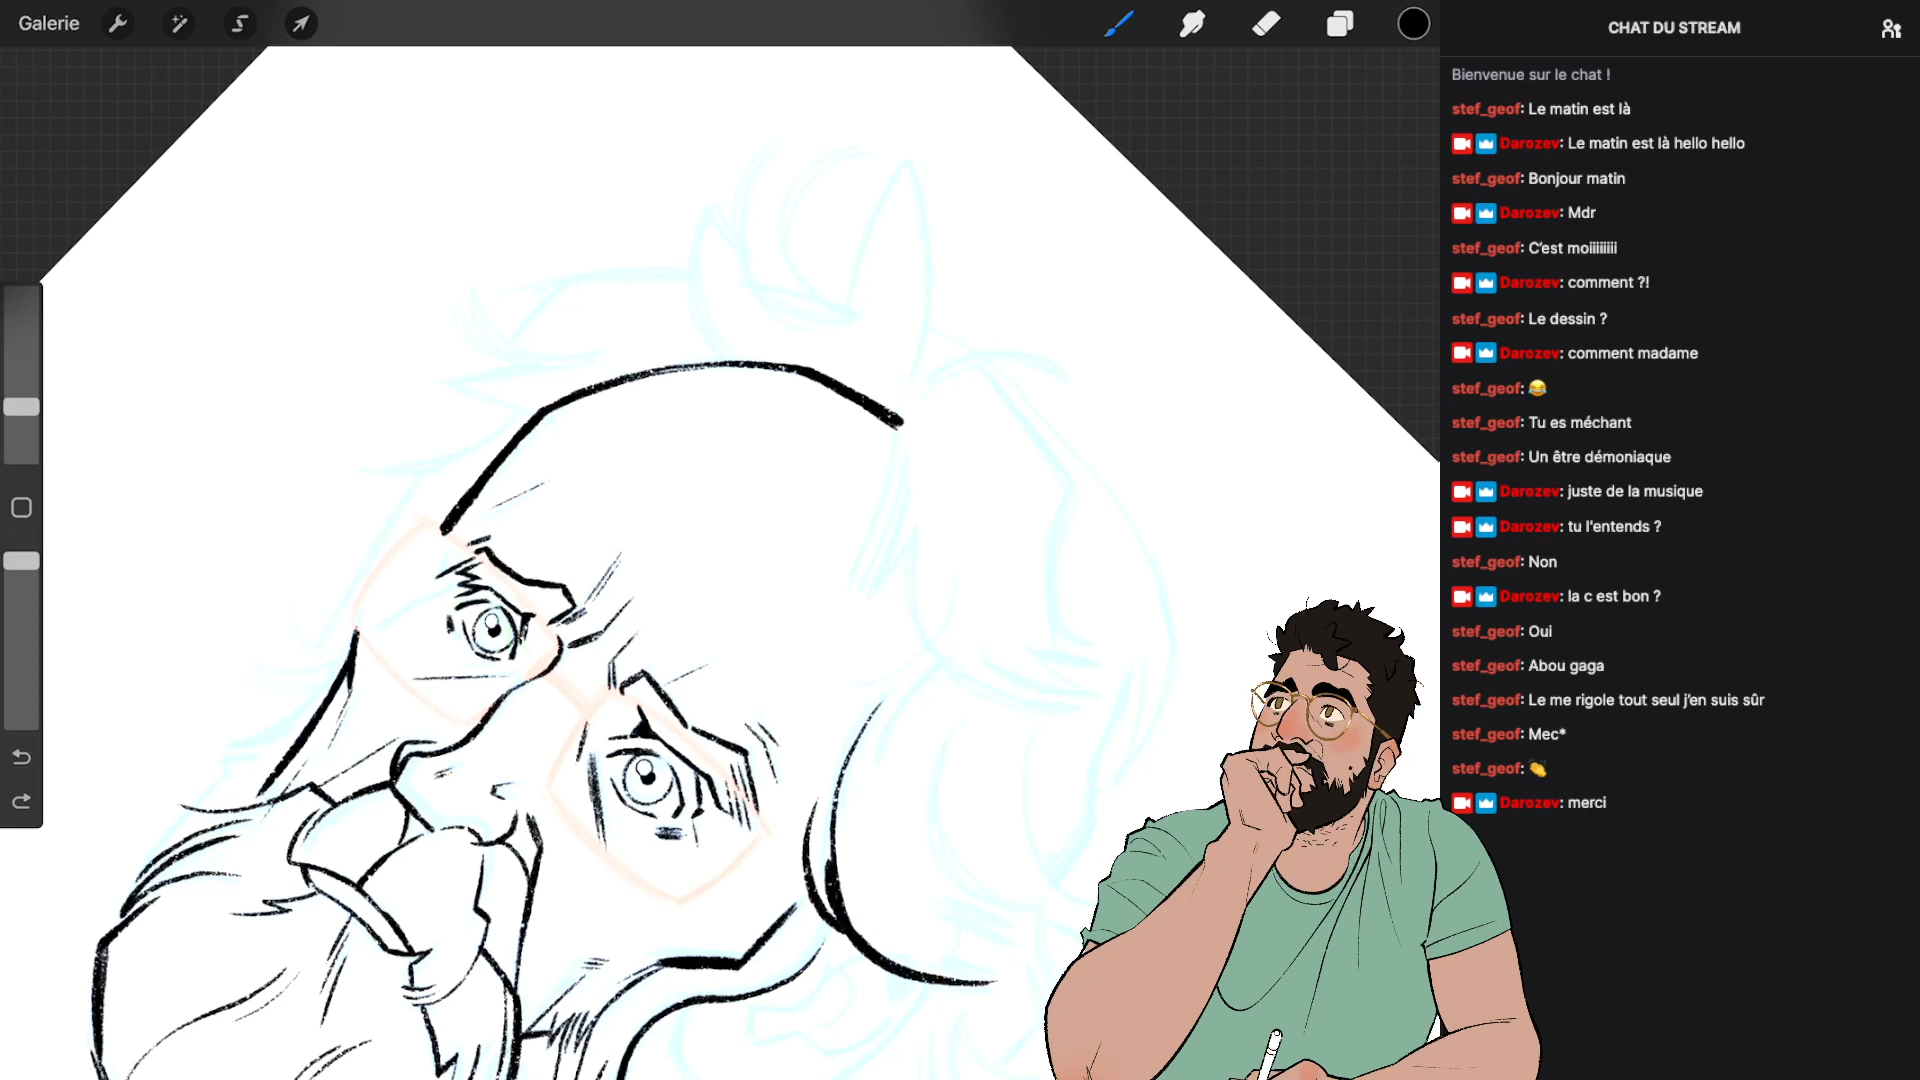 Galerie
CHAT DU STREAM
Bienvenue sur le chat !
stef_geof: Le matin est là
Darozev: Le matin est là hello hello
stef_geof: Bonjour matin
Darozev: Mdr
stef_geof: C'est moiiiiiiiii
Darozev: comment ?!
stef_geof: Le dessin ?
Darozev: comment madame
stef_geof: 😂
stef_geof: Tu es méchant
stef_geof: Un être démoniaque
Darozev: juste de la musique
Darozev: tu l'entends ?
stef_geof: Non
Darozev: la c est bon ?
stef_geof: Oui
stef_geof: Abou gaga
stef_geof: Le me rigole tout seul j'en suis sûr
stef_geof: Mec*
stef_geof: 👏
Darozev: merci